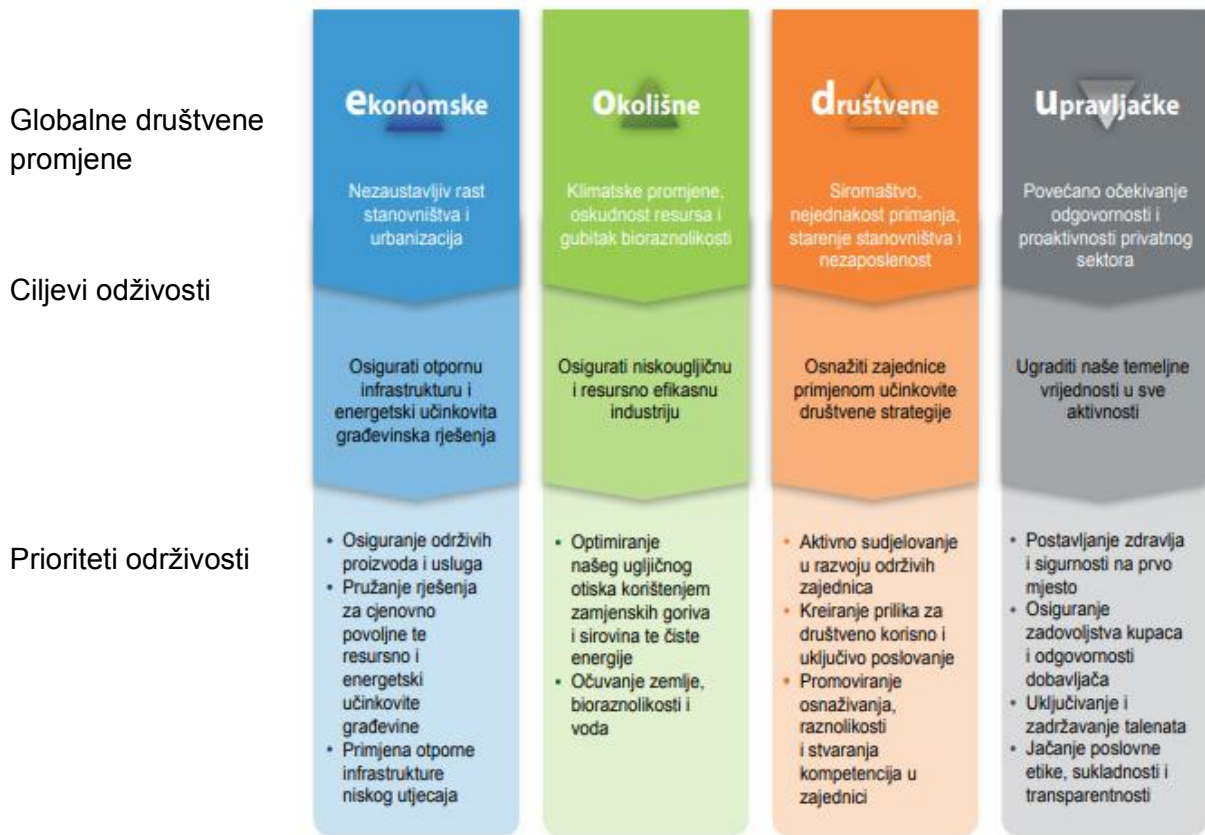 Globalne društvene
promjene
Ciljevi odživosti
Prioriteti održivosti
ekonomske
Nezaustavljiv rast
stanovništva i
urbanizacija
Osigurati otpornu
infrastrukturu i
energetski učinkovita
građevinska rješenja
• Osiguranje održivih
proizvoda i usluga
• Pružanje rješenja
za cjenovno
povoljne te
resursno i
energetski
učinkovite
građevine
• Primjena otporne
infrastrukture
niskog utjecaja
Okolišne
Klimatske promjene,
oskudnost resursa i
gubitak bioraznolikosti
Osigurati niskougljičnu
i resursno efikasnu
industriju
• Optimiranje
našeg ugljičnog
otiska korištenjem
zamjenskih goriva
i sirovina te čiste
energije
• Očuvanje zemlje,
bioraznolikosti i
voda
društvene
Siromaštvo,
nejednakost primanja,
starenje stanovništva i
nezaposlenost
Osnažiti zajednice
primjenom učinkovite
društvene strategije
• Aktivno sudjelovanje
u razvoju održivih
zajednica
• Kreiranje prilika za
društveno korisno i
uključivo poslovanje
• Promoviranje
osnaživanja,
raznolikosti
i stvaranja
kompetencija u
zajednici
upravljačke
Povećano očekivanje
odgovornosti i
proaktivnosti privatnog
sektora
Ugraditi naše temeljne
vrijednosti u sve
aktivnosti
• Postavljanje zdravlja
i sigurnosti na prvo
mjesto
• Osiguranje
zadovoljstva kupaca
i odgovornosti
dobavljača
• Uključivanje i
zadržavanje talenata
• Jačanje poslovne
etike, sukladnosti i
transparentnosti